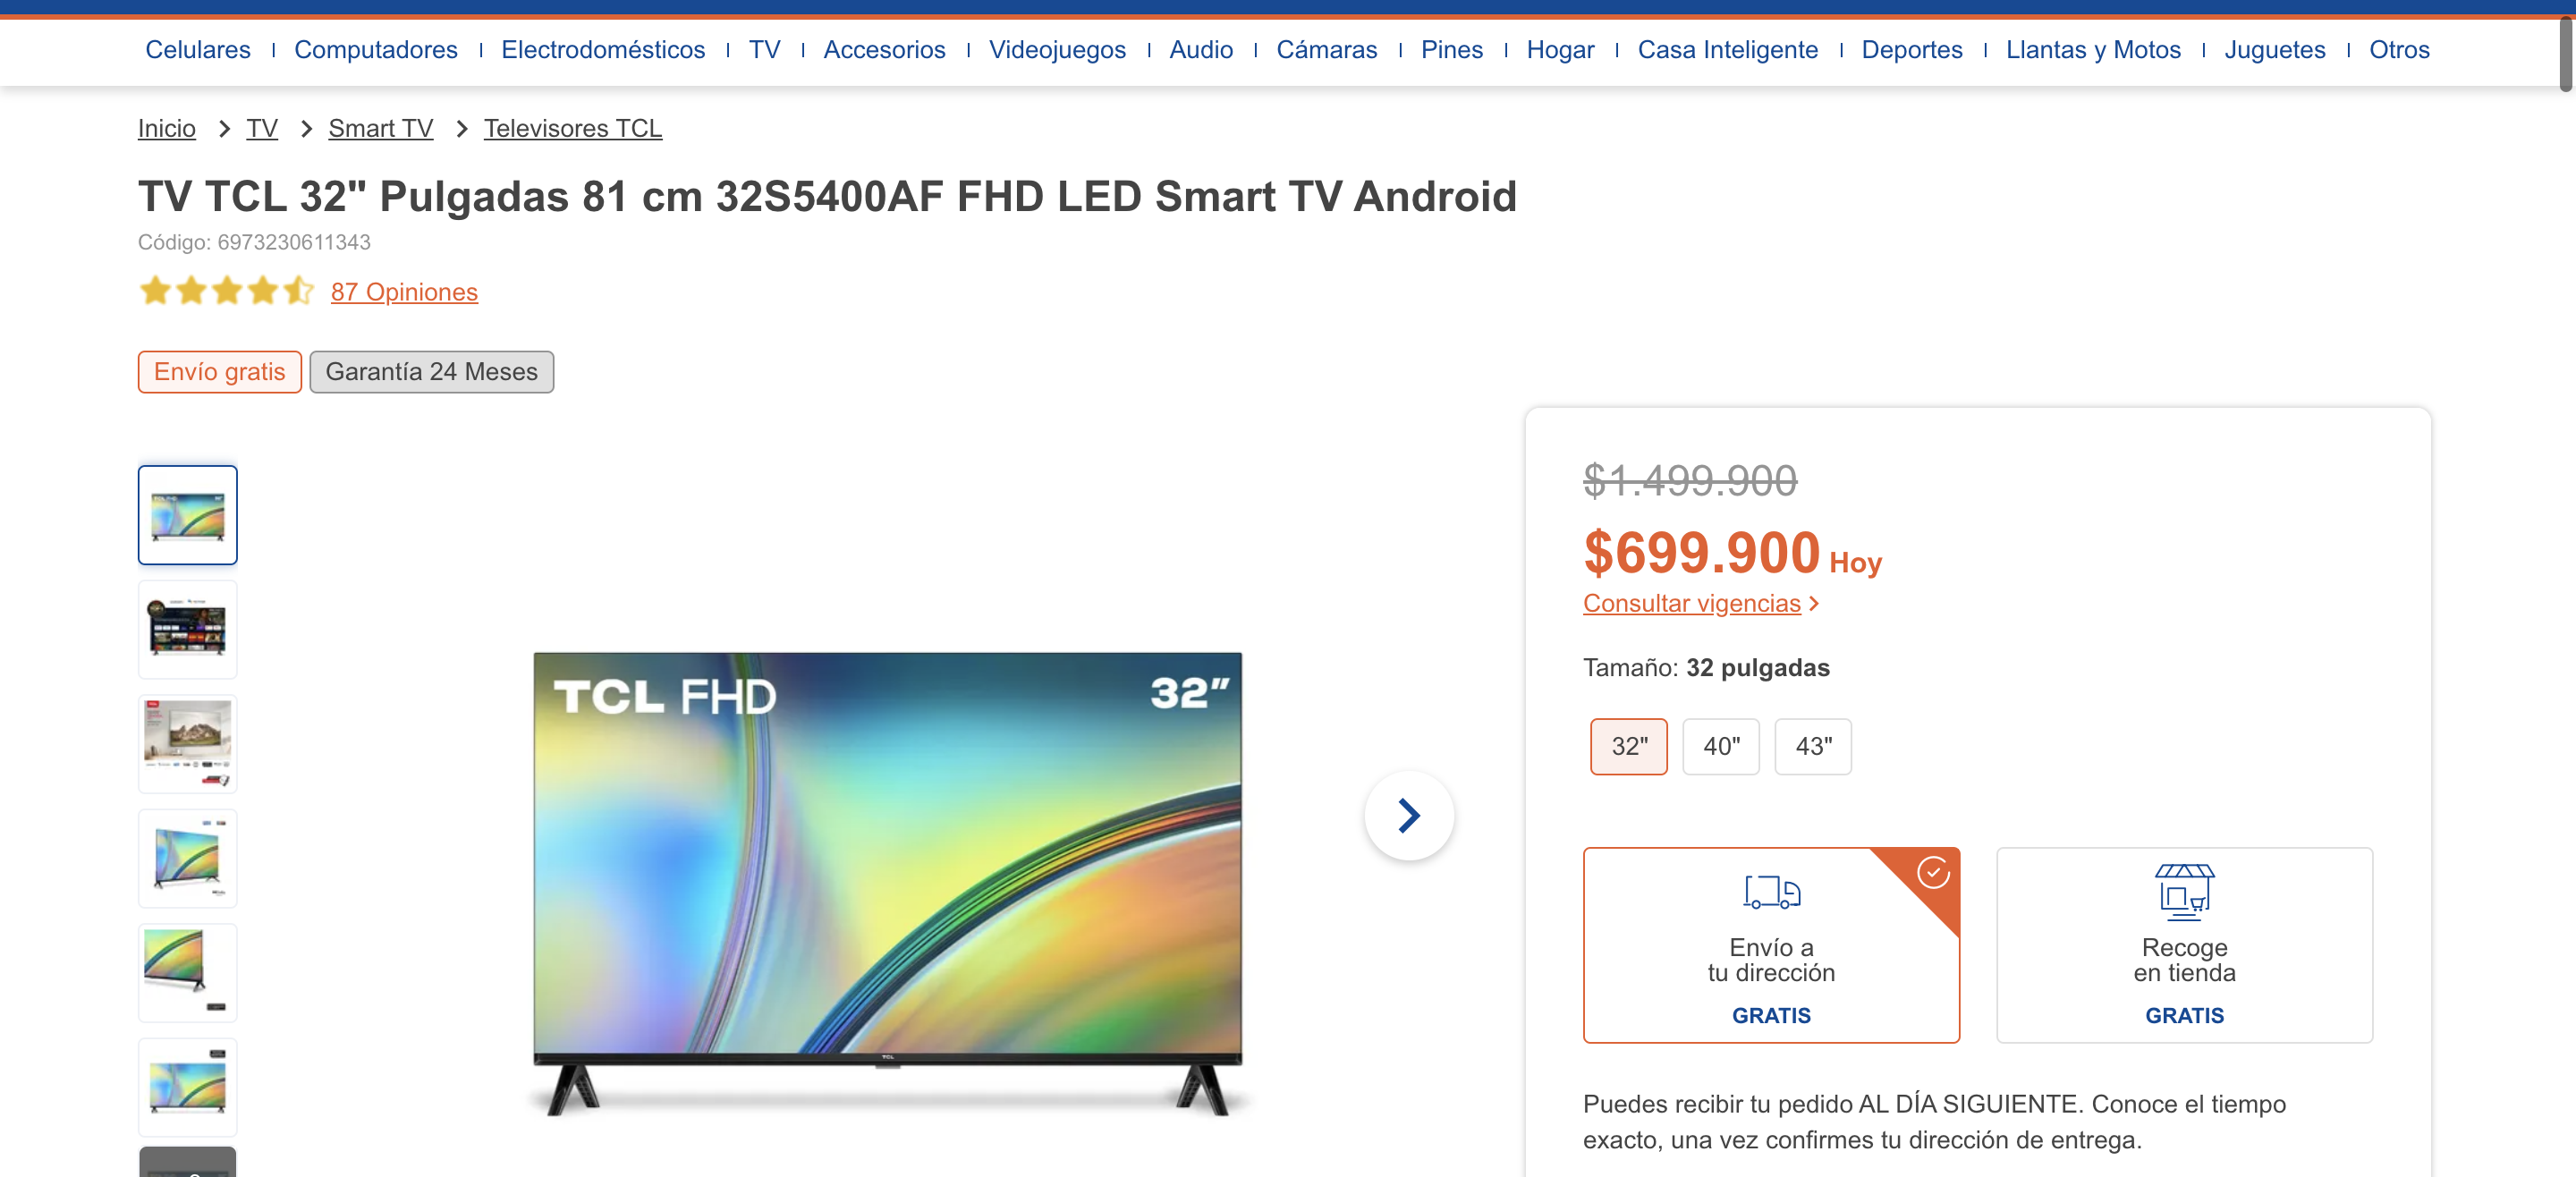 Celulares | Computadores | Electrodomésticos | TV | Accesorios | Videojuegos | Audio | Cámaras | Pines | Hogar | Casa Inteligente | Deportes | Llantas y Motos | Juguetes | Otros
Inicio > TV > Smart TV > Televisores TCL
TV TCL 32" Pulgadas 81 cm 32S5400AF FHD LED Smart TV Android
Código: 6973230611343
87 Opiniones
Envío gratis
Garantía 24 Meses
TCL FHD
32"
TCL
$1.499.900
$699.900 Hoy
Consultar vigencias >
Tamaño: 32 pulgadas
32" 40" 43"
Envío a
tu dirección
GRATIS
Recoge
en tienda
GRATIS
Puedes recibir tu pedido AL DÍA SIGUIENTE. Conoce el tiempo
exacto, una vez confirmes tu dirección de entrega.